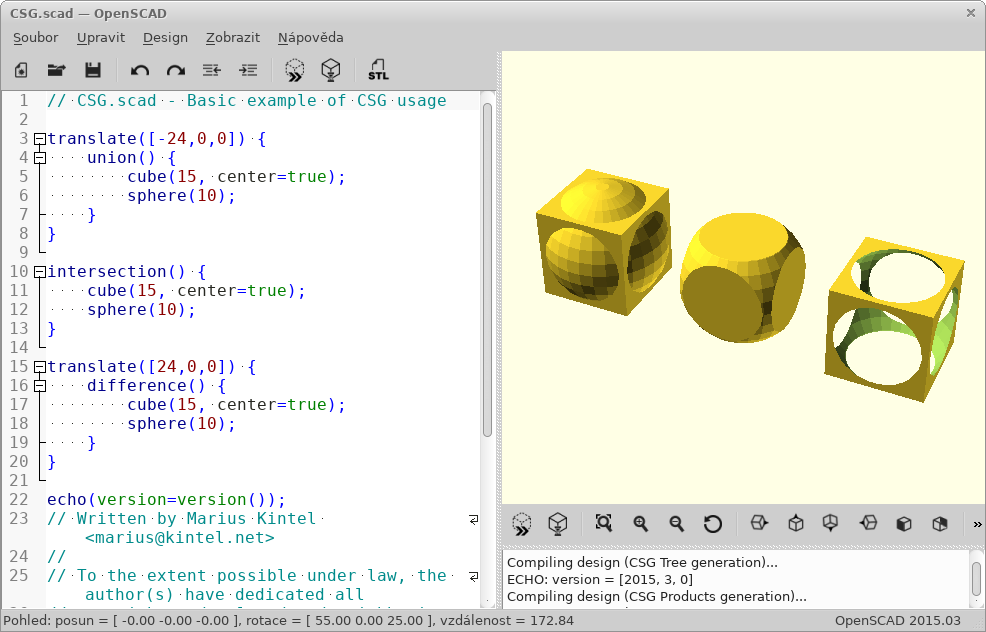 CSG.scad — OpenSCAD
Soubor Upravit Design Zobrazit Nápověda
STL
1 // CSG.scad - Basic example of CSG usage
2
3 translate([-24,0,0]) {
4 union() {
5 cube(15, center=true);
6 sphere(10);
7 }
8 }
9
10 intersection() {
11 cube(15, center=true);
12 sphere(10);
13 }
14
15 translate([24,0,0]) {
16 difference() {
17 cube(15, center=true);
18 sphere(10);
19 }
20 }
21
22 echo(version=version());
23 // Written by Marius Kintel
<marius@kintel.net>
24 //
25 // To the extent possible under law, the
author(s) have dedicated all
»
Compiling design (CSG Tree generation)...
ECHO: version = [2015, 3, 0]
Compiling design (CSG Products generation)...
Pohled: posun = [ -0.00 -0.00 -0.00 ], rotace = [ 55.00 0.00 25.00 ], vzdálenost = 172.84
OpenSCAD 2015.03